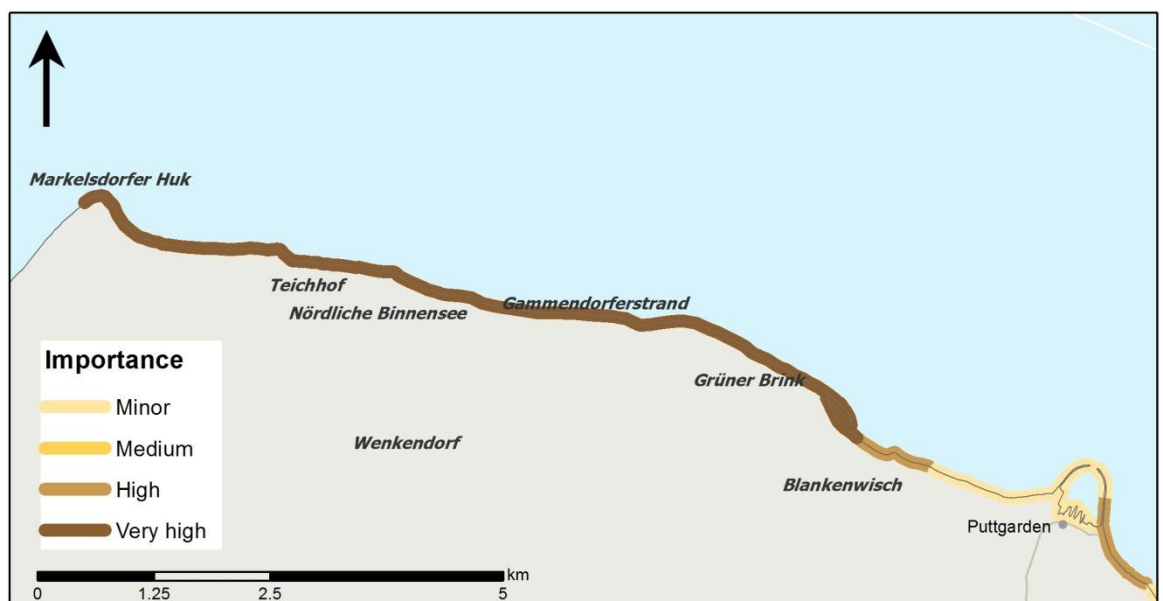 Markelsdorfer Huk
Teichhof
Nördliche Binnensee
Gammendorferstrand
Grüner Brink
Wenkendorf
Blankenwisch
Puttgarden
Importance
Minor
Medium
High
Very high
km
0 1.25 2.5 5